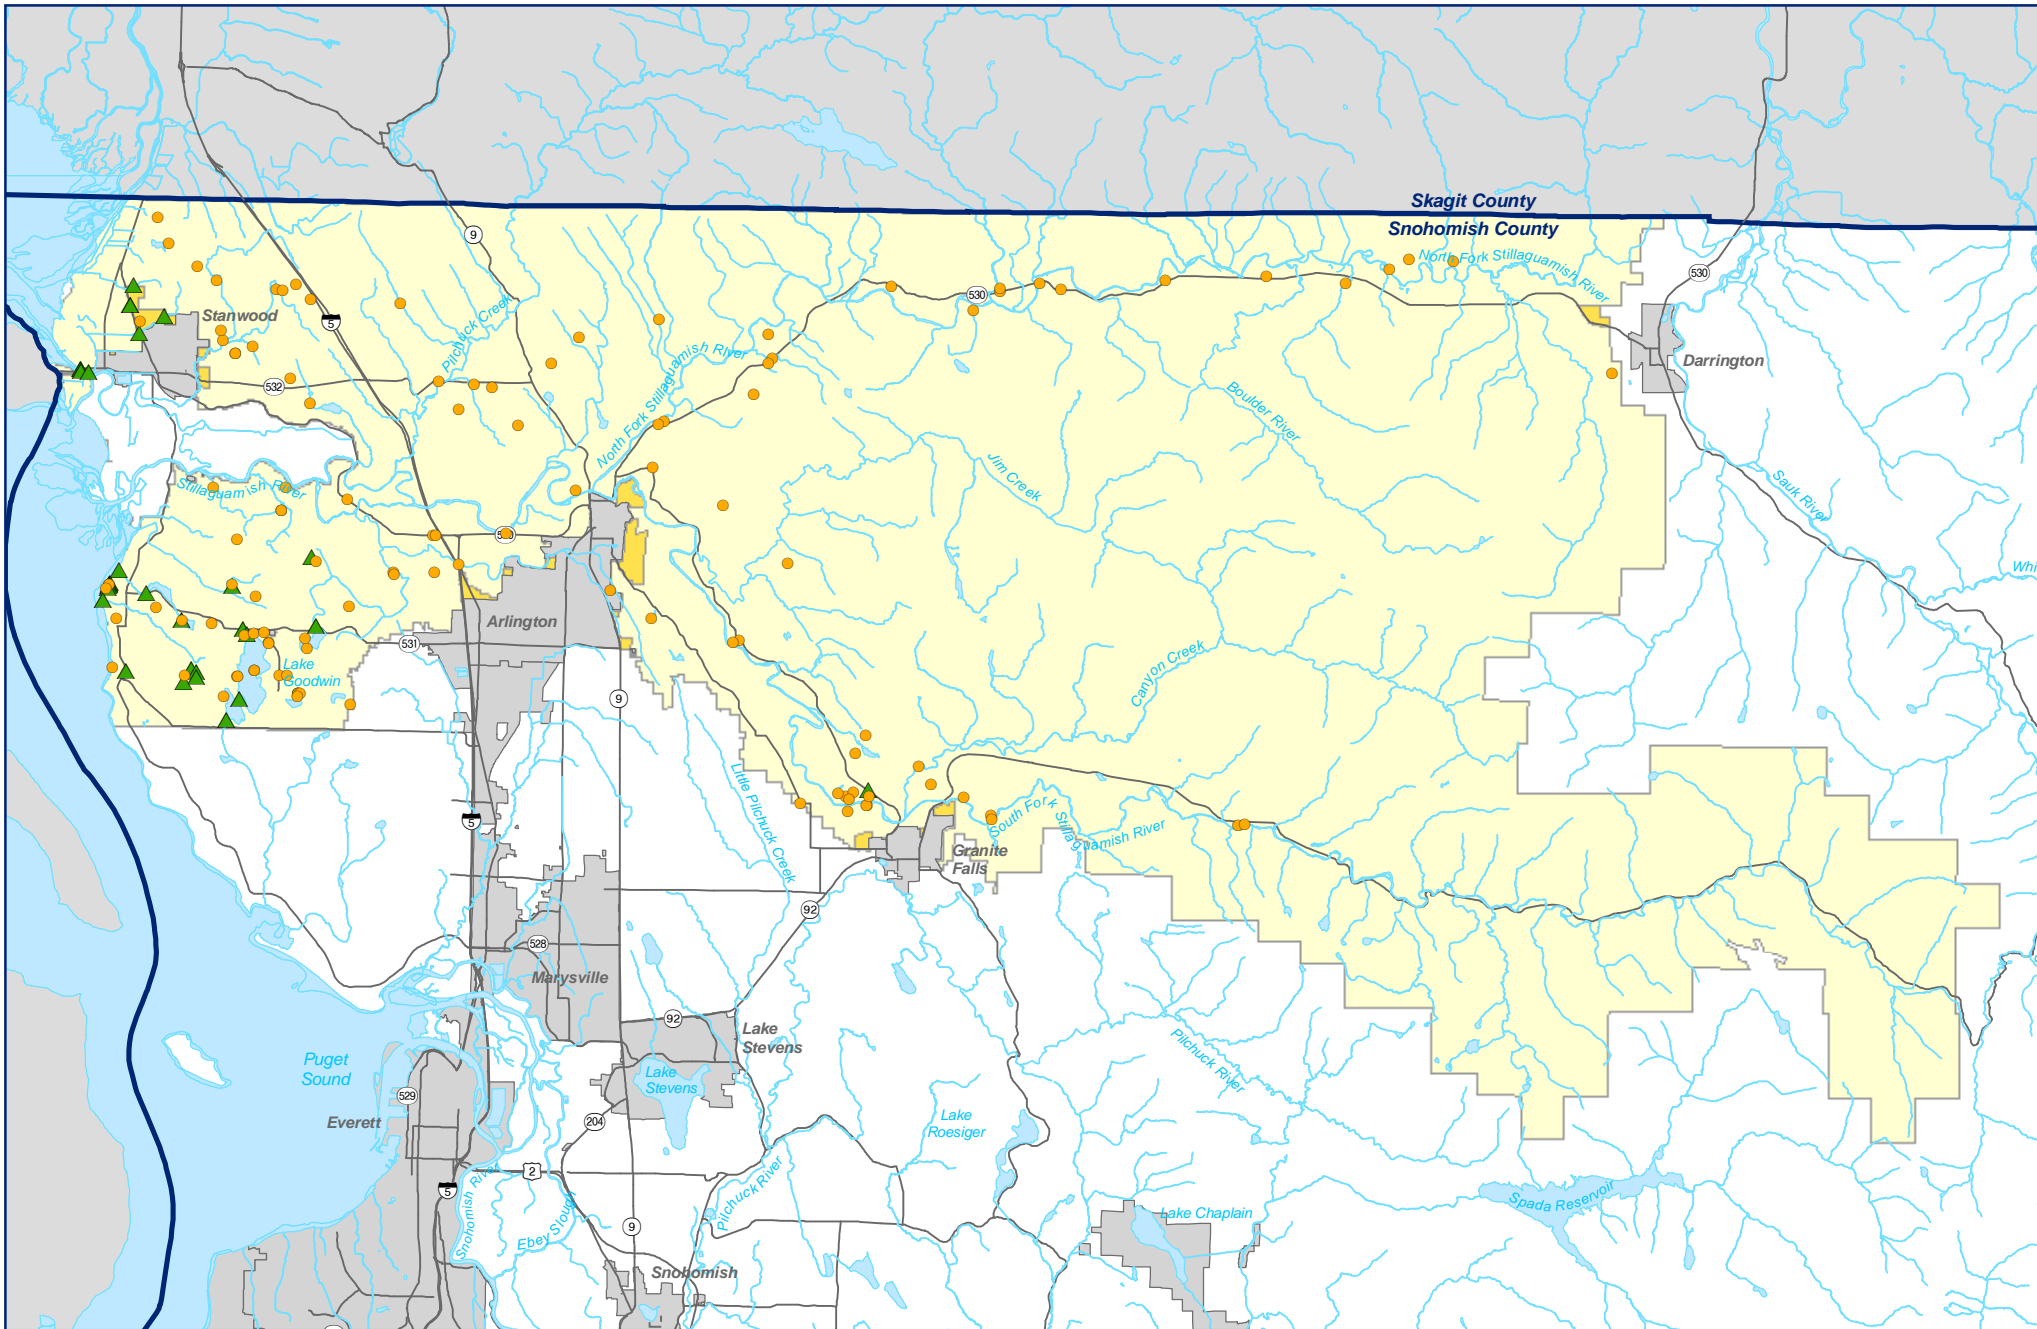 Skagit County
Snohomish County
9
North Fork Stillaguamish River
530
530
Stanwood
5
Pilchuck Creek
North Fork Stillaguamish River
Darrington
532
Boulder River
Jim Creek
Sauk River
Stillaguamish River
Whi
Arlington
531
Lake
Goodwin
Canyon Creek
9
Little Pilchuck Creek
5
South Fork Stillaguamish River
Granite
Falls
92
528
Marysville
92
Lake
Stevens
Pilchuck River
Puget
Sound
Lake
Stevens
529
Everett
204
Lake
Roesiger
2
5
Snohomish River
Ebey Slough
Pilchuck River
Spada Reservoir
Lake Chaplain
9
Snohomish